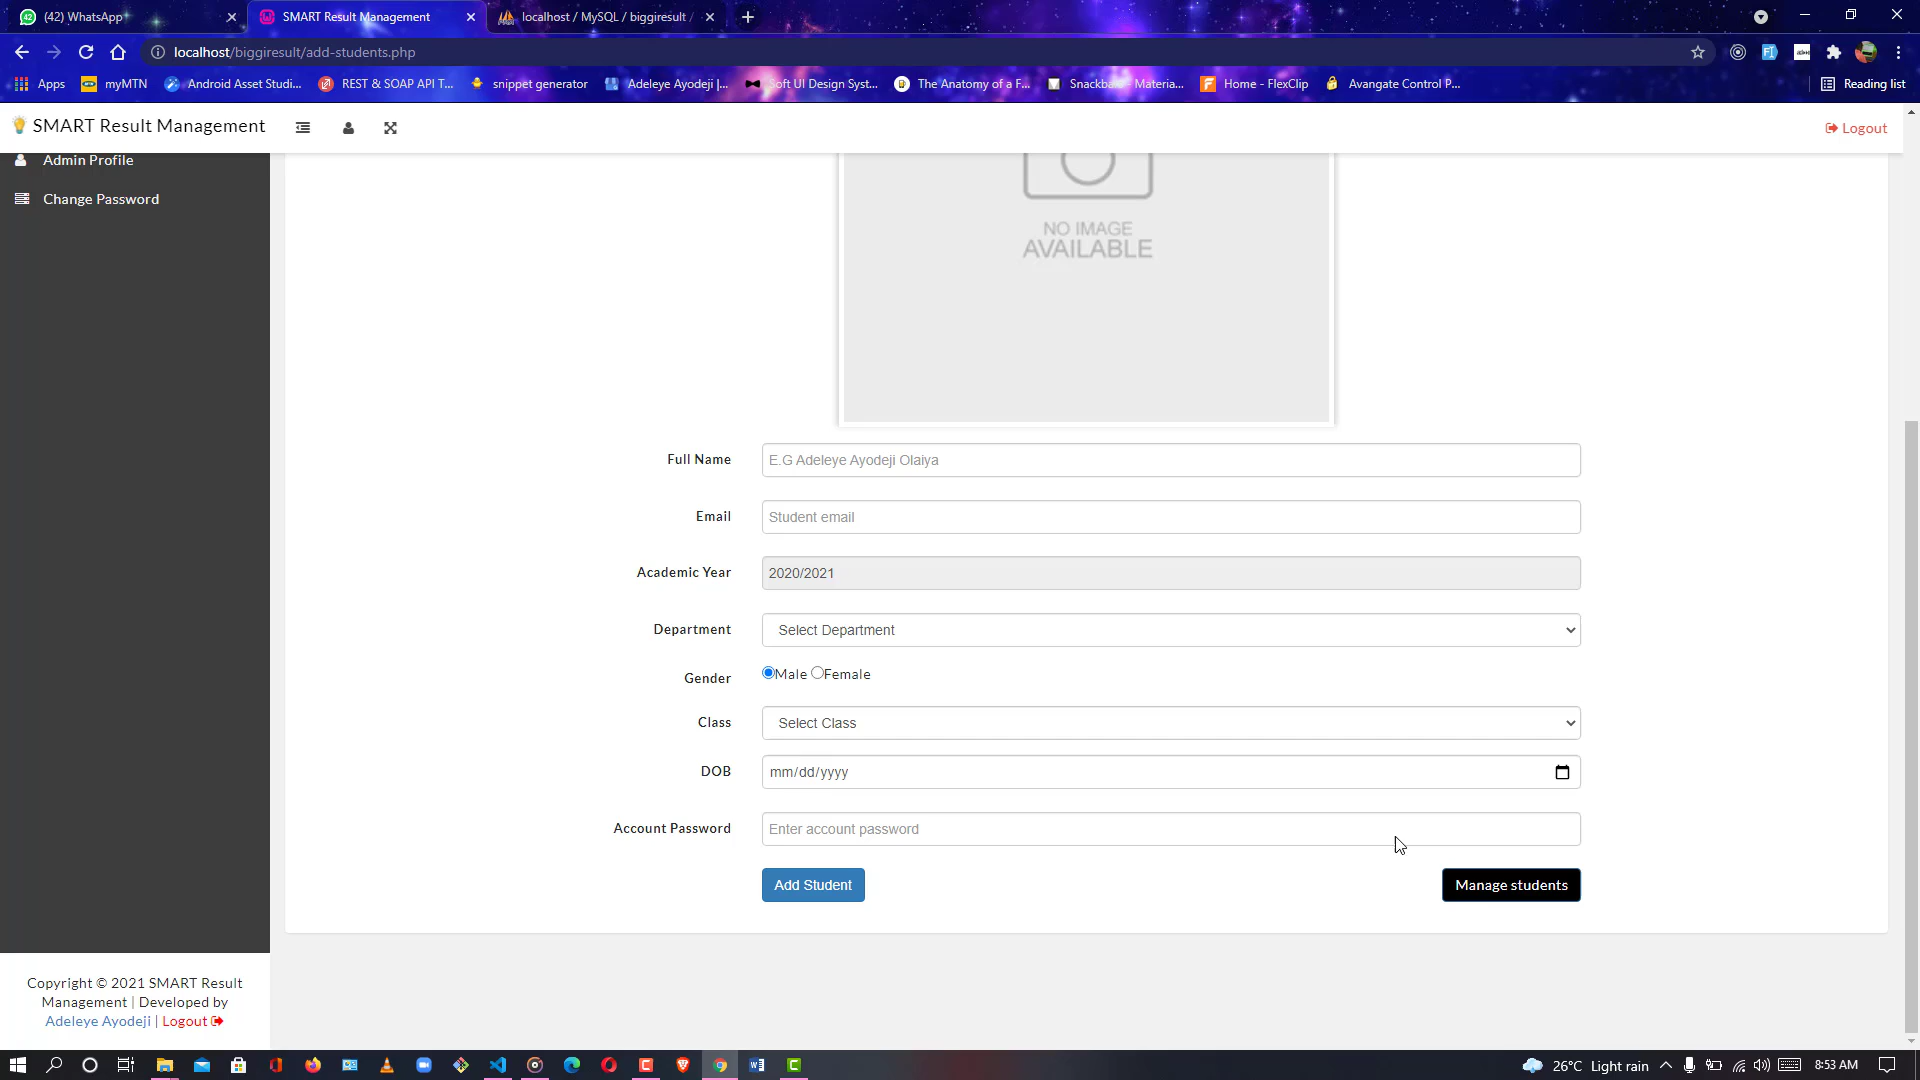 (42) WhatsApp
SMART Result Management
localhost / MySQL / biggiresult /
localhost/biggiresult/add-students.php
Apps
myMTN
Android Asset Studi...
REST & SOAP API T...
snippet generator
Adeleye Ayodeji |...
Soft UI Design Syst...
The Anatomy of a F...
Snackbars - Materia...
Home - FlexClip
Avangate Control P...
Reading list
SMART Result Management
Logout
Admin Profile
Change Password
NO IMAGE
AVAILABLE
Full Name
E.G Adeleye Ayodeji Olaiya
Email
Student email
Academic Year
2020/2021
Department
Select Department
Gender
Male Female
Class
Select Class
DOB
mm/dd/yyyy
Account Password
Enter account password
Add Student
Manage students
Copyright © 2021 SMART Result
Management | Developed by
Adeleye Ayodeji | Logout
26°C Light rain
8:53 AM